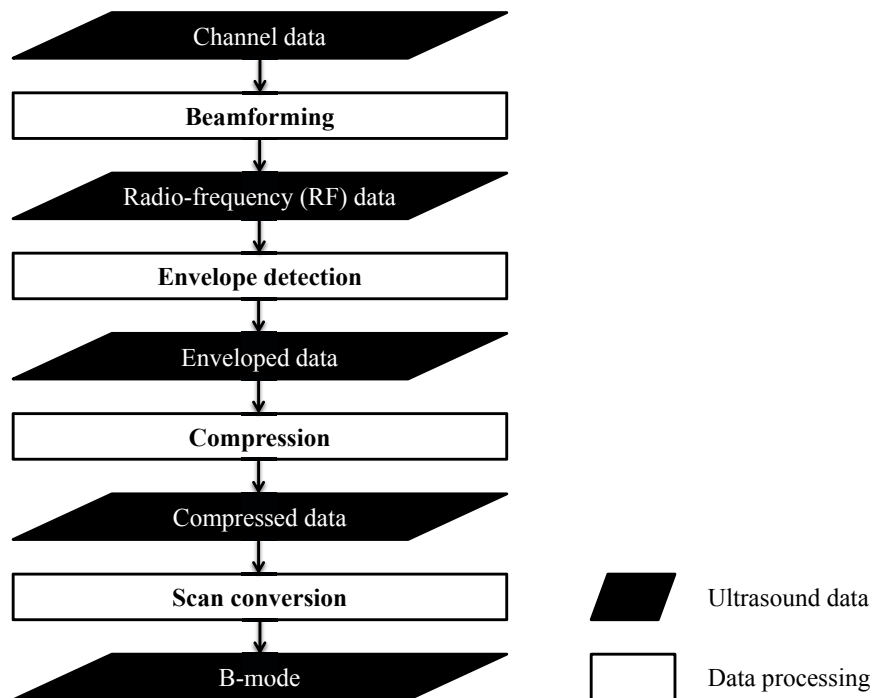 Channel data
Beamforming
Radio-frequency (RF) data
Envelope detection
Enveloped data
Compression
Compressed data
Scan conversion
B-mode
Ultrasound data
Data processing